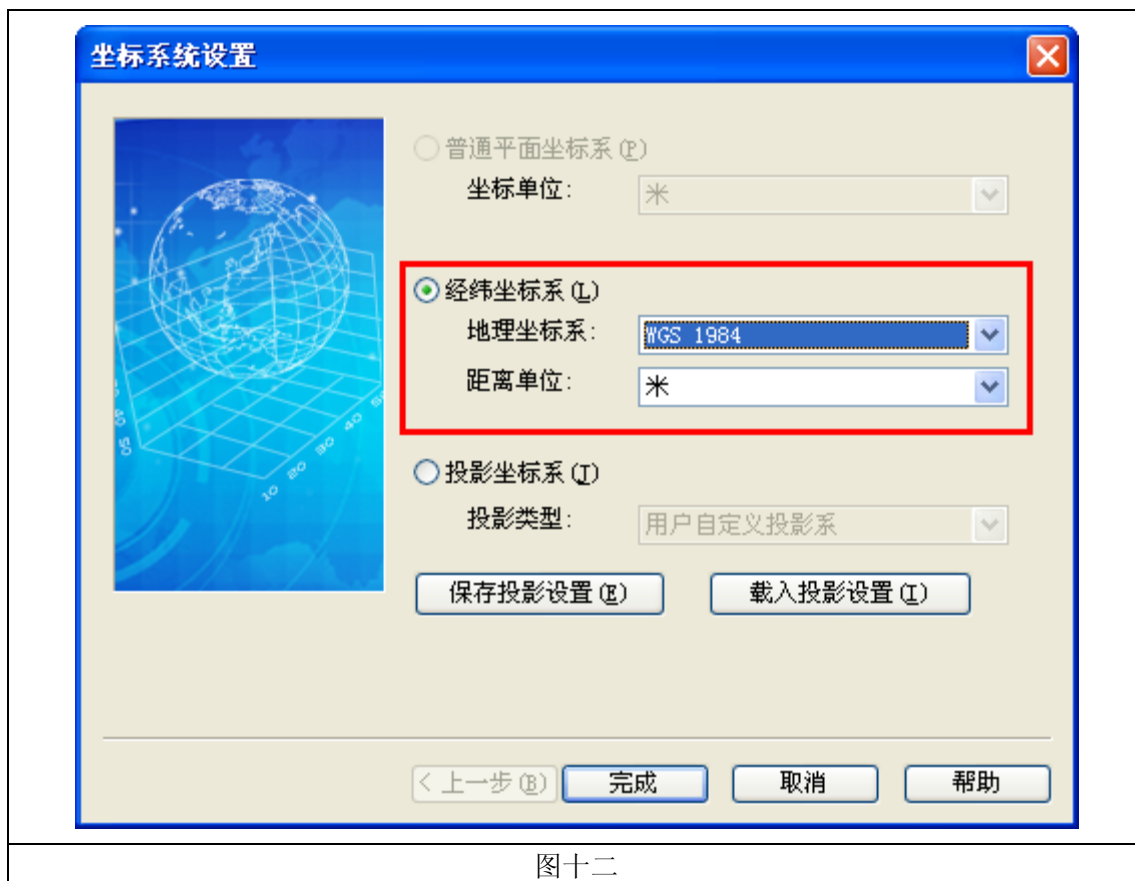 坐标系统设置
普通平面坐标系(P)
坐标单位: 米
经纬坐标系(L)
地理坐标系: WGS 1984
距离单位: 米
投影坐标系(J)
投影类型: 用户自定义投影系
保存投影设置(E) 载入投影设置(I)
< 上一步(B) 完成 取消 帮助
10 20 30 40
图十二